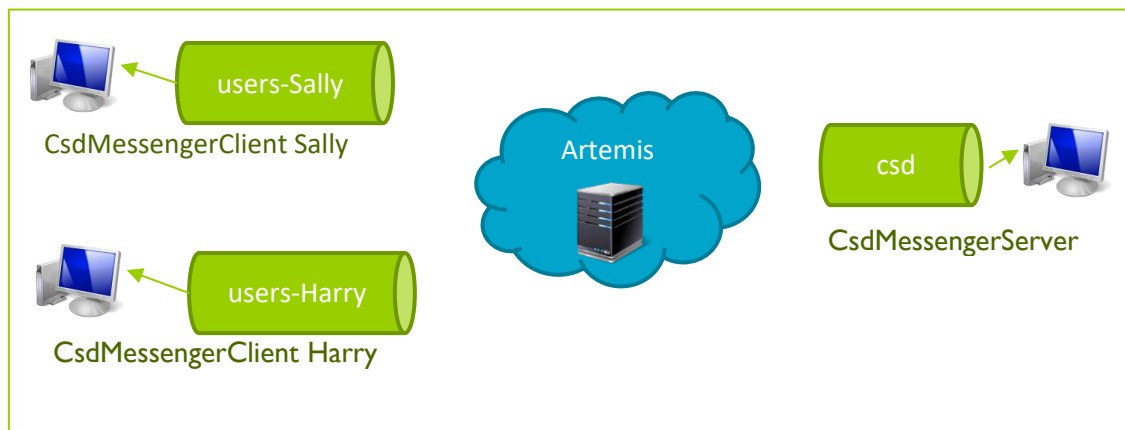 users-Sally
CsdMessengerClient Sally
Artemis
csd
CsdMessengerServer
users-Harry
CsdMessengerClient Harry